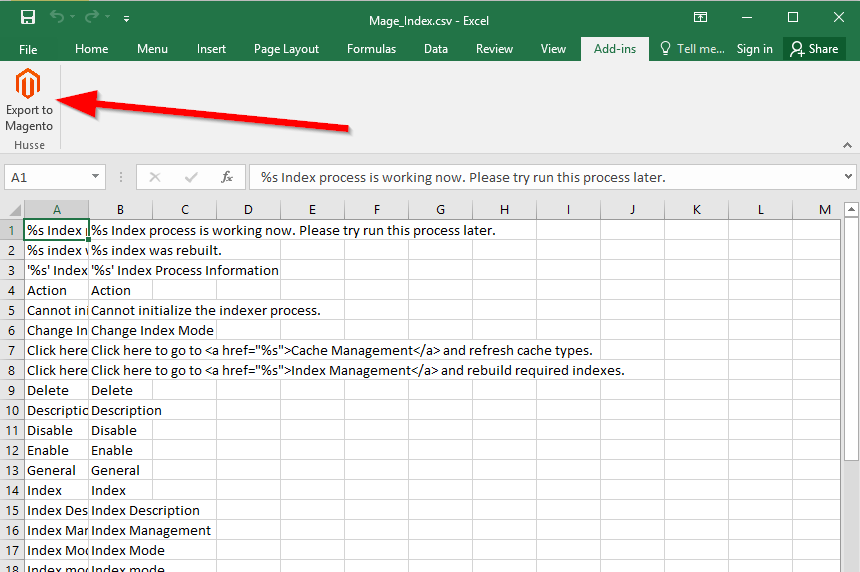 Mage_Index.csv - Excel
File Home Menu Insert Page Layout Formulas Data Review View Add-ins Tell me... Sign in Share
Export to
Magento
Husse
A1 fx %s Index process is working now. Please try run this process later.
A B C D E F G H I J K L M
1 %s Index %s Index process is working now. Please try run this process later.
2 %s index %s index was rebuilt.
3 '%s' Index '%s' Index Process Information
4 Action Action
5 Cannot ini Cannot initialize the indexer process.
6 Change In Change Index Mode
7 Click here Click here to go to <a href="%s">Cache Management</a> and refresh cache types.
8 Click here Click here to go to <a href="%s">Index Management</a> and rebuild required indexes.
9 Delete Delete
10 Descriptic Description
11 Disable Disable
12 Enable Enable
13 General General
14 Index Index
15 Index Des Index Description
16 Index Mar Index Management
17 Index Moc Index Mode
18 Index moc Index mode